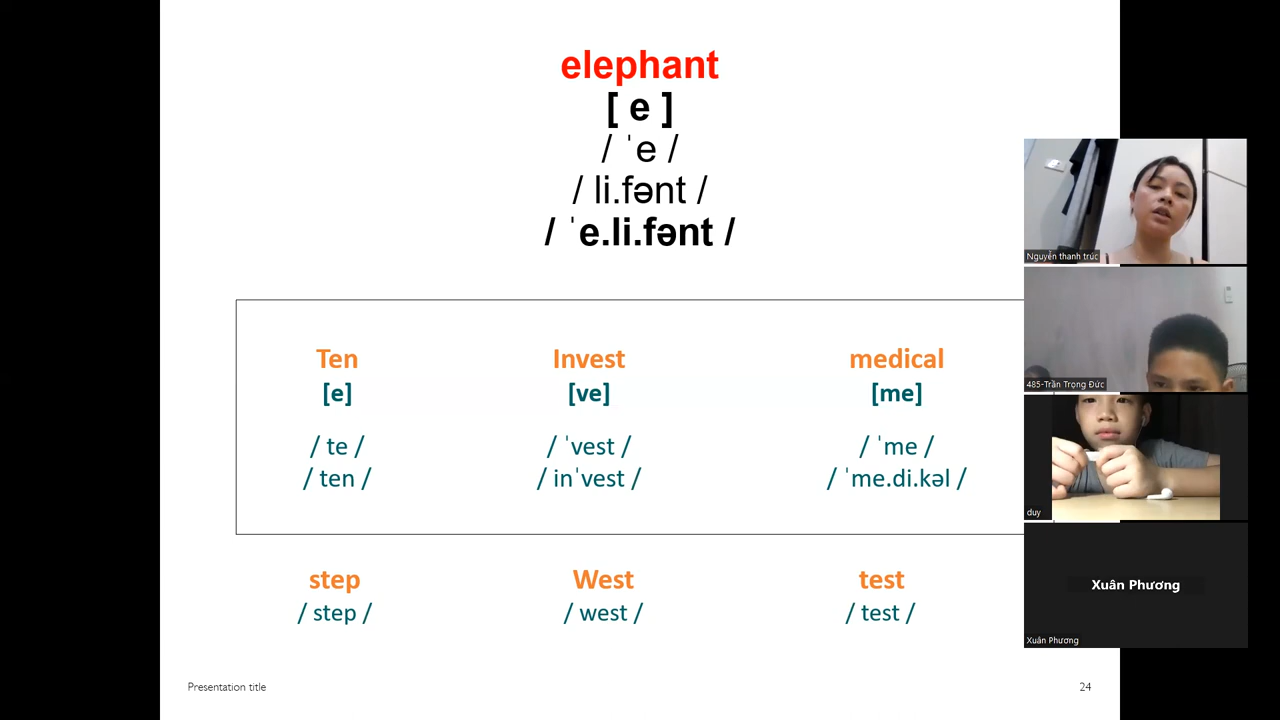 elephant
[ e ]
/ ˈe /
/ li.fənt /
/ ˈe.li.fənt /
Ten
[e]
/ te /
/ ten /
Invest
[ve]
/ ˈvest /
/ inˈvest /
medical
[me]
/ ˈme /
/ ˈme.di.kəl /
step
/ step /
West
/ west /
test
/ test /
Presentation title
24
Nguyễn thanh trúc
485-Trần Trọng Đức
duy
Xuân Phương
Xuân Phương